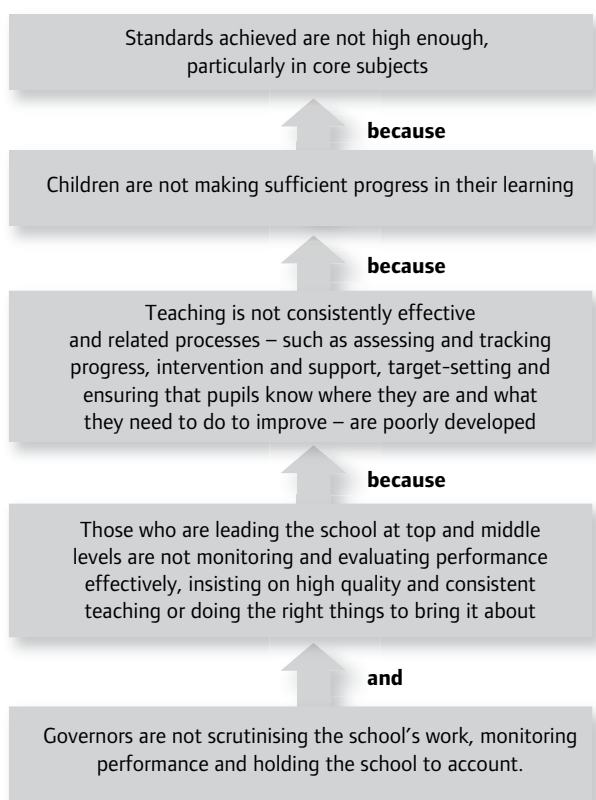 Standards achieved are not high enough,
particularly in core subjects
because
Children are not making sufficient progress in their learning
because
Teaching is not consistently effective
and related processes – such as assessing and tracking
progress, intervention and support, target-setting and
ensuring that pupils know where they are and what
they need to do to improve – are poorly developed
because
Those who are leading the school at top and middle
levels are not monitoring and evaluating performance
effectively, insisting on high quality and consistent
teaching or doing the right things to bring it about
and
Governors are not scrutinising the school’s work, monitoring
performance and holding the school to account.